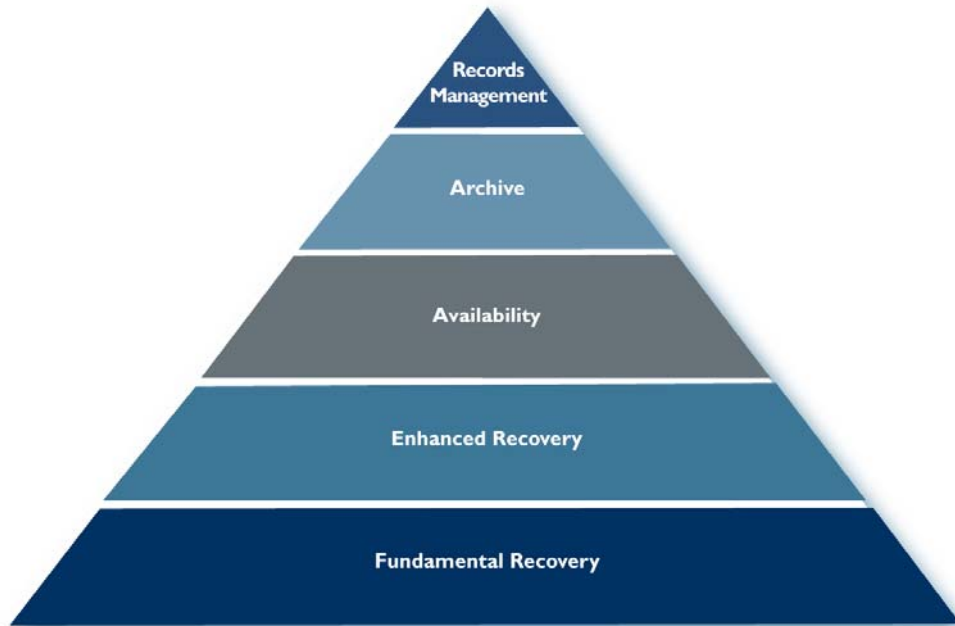 Records
Management
Archive
Availability
Enhanced Recovery
Fundamental Recovery